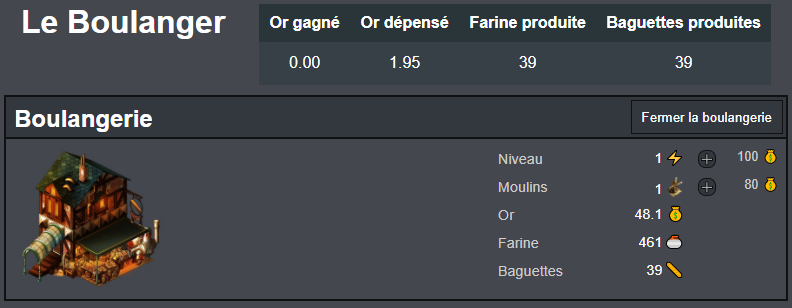 Le Boulanger
Or gagné Or dépensé Farine produite Baguettes produites
0.00 1.95 39 39
Boulangerie
Fermer la boulangerie
Niveau 1 100
Moulins 1 80
Or 48.1
Farine 461
Baguettes 39